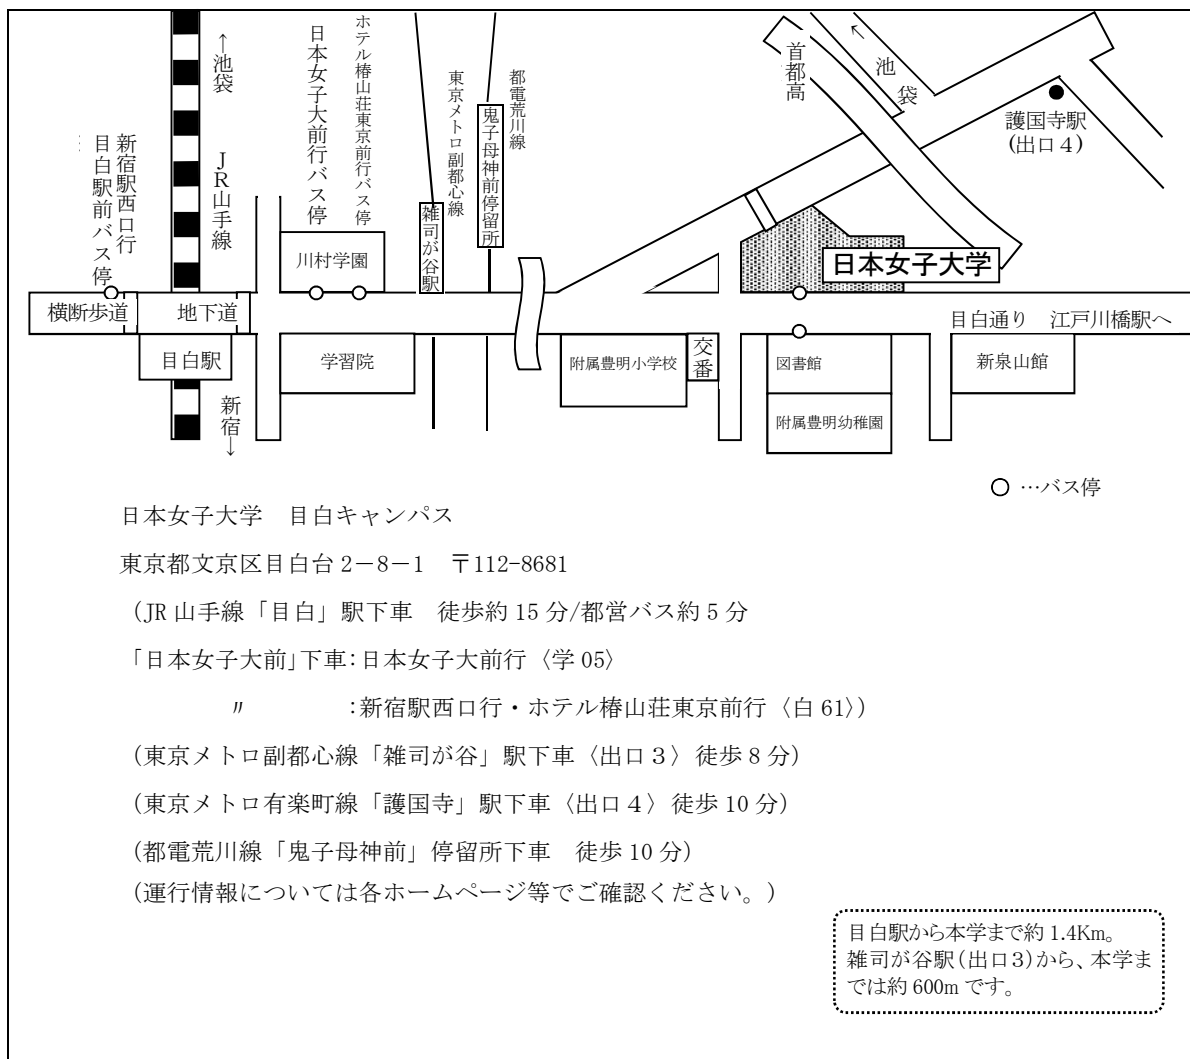 ←池袋
JR山手線
新宿駅西口行
目白駅前バス停
日本女子大前行バス停
ホテル椿山荘東京前行バス停
東京メトロ副都心線
雑司が谷駅
都電荒川線
鬼子母神前停留所
首都高
←池袋
護国寺駅
(出口4)
川村学園
日本女子大学
横断歩道
地下道
目白通り　江戸川橋駅へ
目白駅
学習院
附属豊明小学校
交番
図書館
新泉山館
附属豊明幼稚園
新宿→
○ …バス停
日本女子大学　目白キャンパス
東京都文京区目白台 2－8－1　〒112-8681
（JR 山手線「目白」駅下車　徒歩約 15 分/都営バス約 5 分
「日本女子大前」下車：日本女子大前行〈学 05〉
〃　　　　：新宿駅西口行・ホテル椿山荘東京前行〈白 61〉）
（東京メトロ副都心線「雑司が谷」駅下車〈出口３〉徒歩 8 分）
（東京メトロ有楽町線「護国寺」駅下車〈出口４〉徒歩 10 分）
（都電荒川線「鬼子母神前」停留所下車　徒歩 10 分）
（運行情報については各ホームページ等でご確認ください。）
目白駅から本学まで約 1.4Km。
雑司が谷駅（出口３）から、本学ま
では約 600m です。